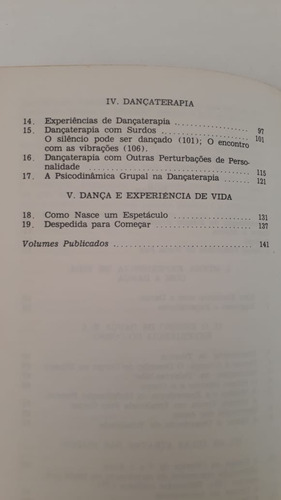 IV. DANÇATERAPIA
14. Experiências de Dançaterapia 97
15. Dançaterapia com Surdos 101
O silêncio pode ser dançado (101); O encontro
com as vibrações (106).
16. Dançaterapia com Outras Perturbações de Perso-
nalidade 115
17. A Psicodinâmica Grupal na Dançaterapia 121
V. DANÇA E EXPERIÊNCIA DE VIDA
18. Como Nasce um Espetáculo 131
19. Despedida para Começar 137
Volumes Publicados 141